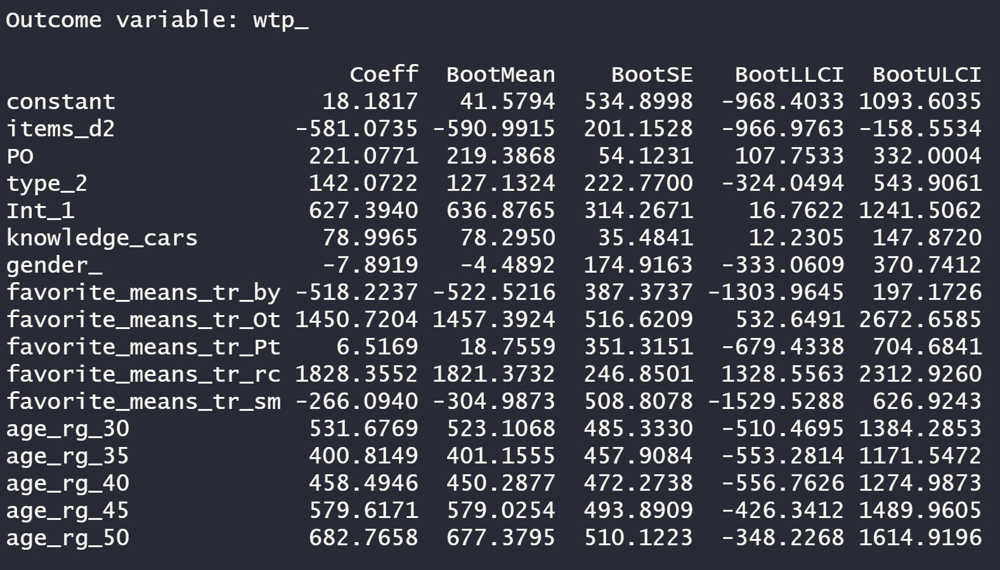 Outcome variable: wtp_
Coeff BootMean BootSE BootLLCI BootULCI
constant 18.1817 41.5794 534.8998 -968.4033 1093.6035
items_d2 -581.0735 -590.9915 201.1528 -966.9763 -158.5534
PO 221.0771 219.3868 54.1231 107.7533 332.0004
type_2 142.0722 127.1324 222.7700 -324.0494 543.9061
Int_1 627.3940 636.8765 314.2671 16.7622 1241.5062
knowledge_cars 78.9965 78.2950 35.4841 12.2305 147.8720
gender_ -7.8919 -4.4892 174.9163 -333.0609 370.7412
favorite_means_tr_by -518.2237 -522.5216 387.3737 -1303.9645 197.1726
favorite_means_tr_Ot 1450.7204 1457.3924 516.6209 532.6491 2672.6585
favorite_means_tr_Pt 6.5169 18.7559 351.3151 -679.4338 704.6841
favorite_means_tr_rc 1828.3552 1821.3732 246.8501 1328.5563 2312.9260
favorite_means_tr_sm -266.0940 -304.9873 508.8078 -1529.5288 626.9243
age_rg_30 531.6769 523.1068 485.3330 -510.4695 1384.2853
age_rg_35 400.8149 401.1555 457.9084 -553.2814 1171.5472
age_rg_40 458.4946 450.2877 472.2738 -556.7626 1274.9873
age_rg_45 579.6171 579.0254 493.8909 -426.3412 1489.9605
age_rg_50 682.7658 677.3795 510.1223 -348.2268 1614.9196